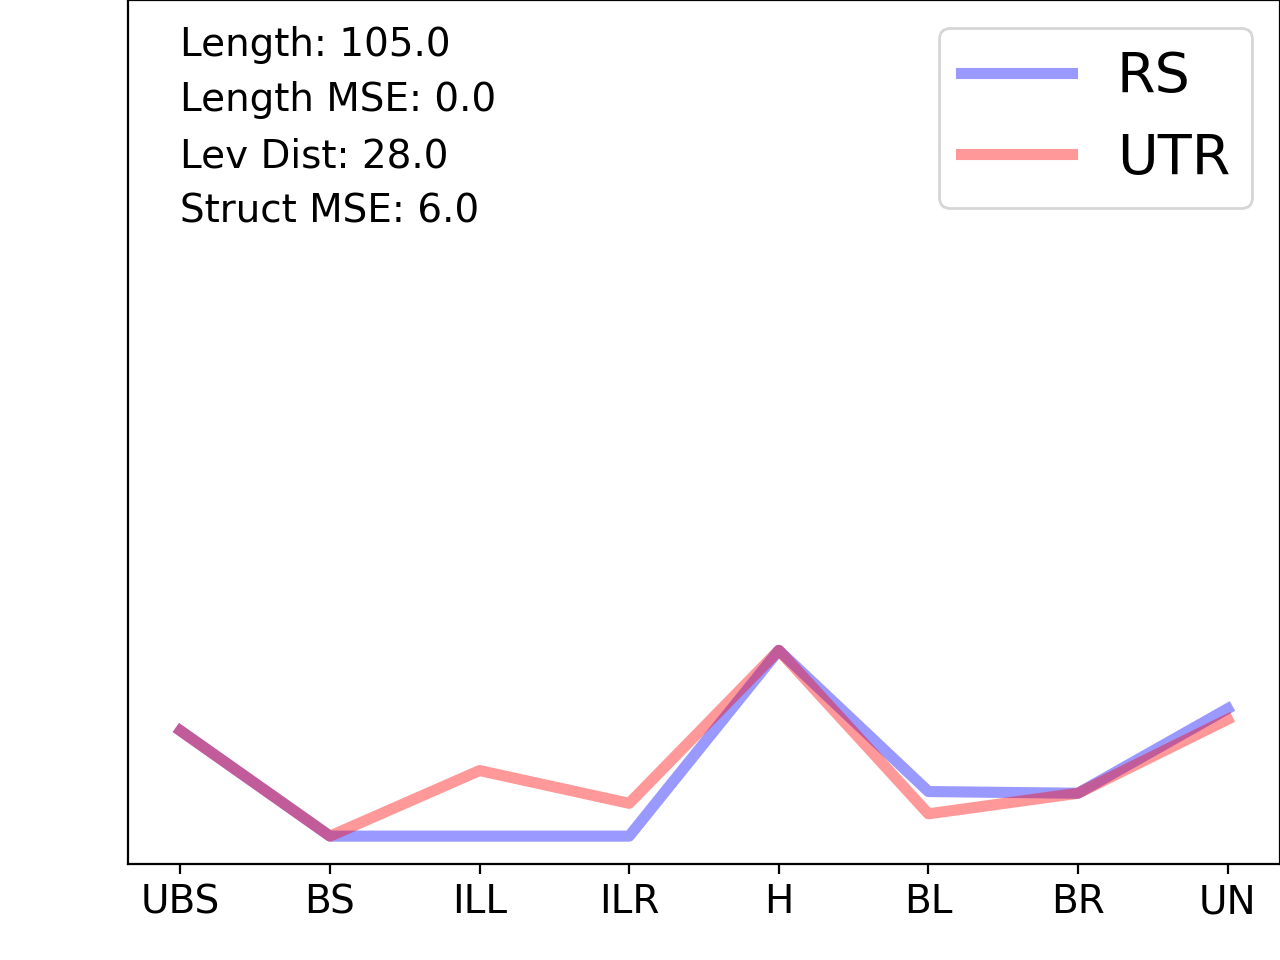 Length: 105.0
Length MSE: 0.0
Lev Dist: 28.0
Struct MSE: 6.0
RS
UTR
UBS BS ILL ILR H BL BR UN